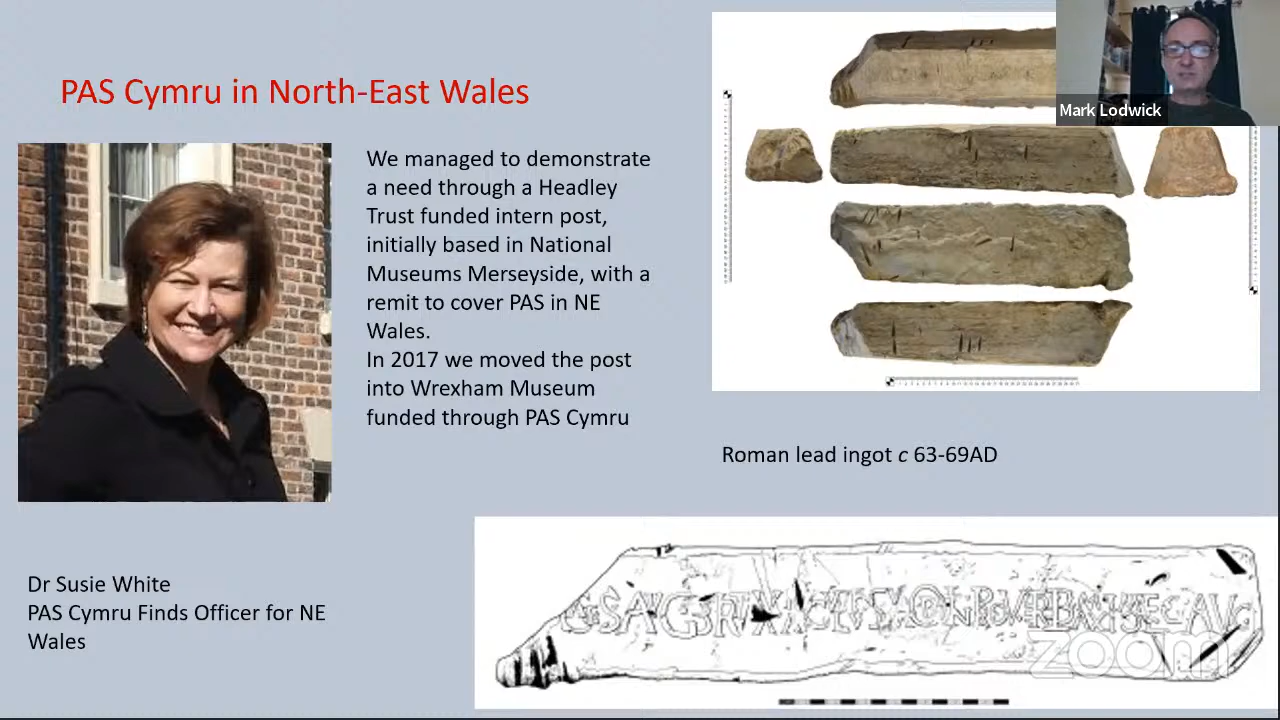 PAS Cymru in North-East Wales
We managed to demonstrate
a need through a Headley
Trust funded intern post,
initially based in National
Museums Merseyside, with a
remit to cover PAS in NE
Wales.
In 2017 we moved the post
into Wrexham Museum
funded through PAS Cymru
Mark Lodwick
Roman lead ingot c 63-69AD
Dr Susie White
PAS Cymru Finds Officer for NE
Wales
zoom